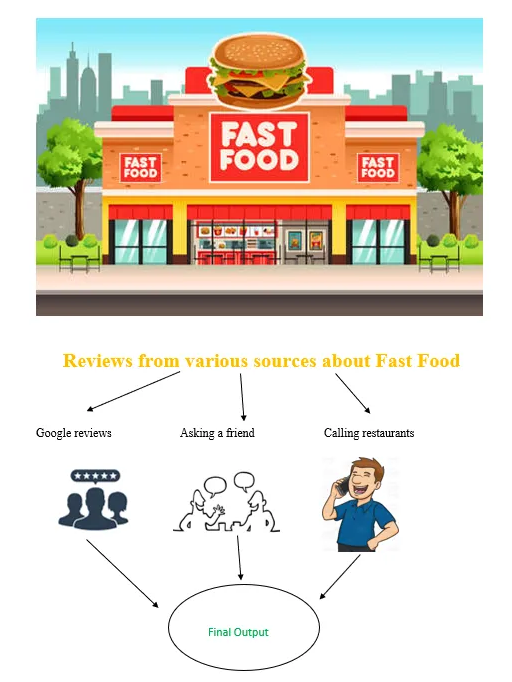 FAST
FOOD
FAST
FOOD
FAST
FOOD
Reviews from various sources about Fast Food
Google reviews
Asking a friend
Calling restaurants
Final Output